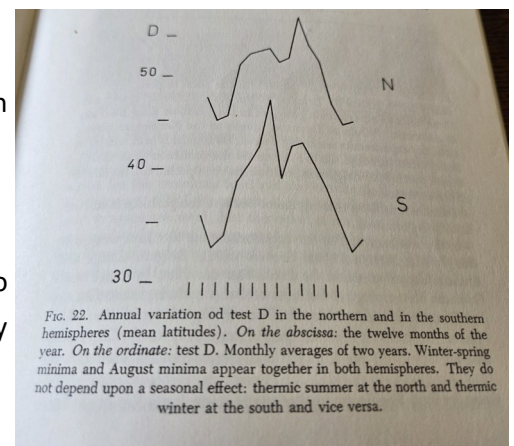 D
50
N
40
S
30
FIG. 22. Annual variation od test D in the northern and in the southern
hemispheres (mean latitudes). On the abscissa: the twelve months of the
year. On the ordinate: test D. Monthly averages of two years. Winter-spring
minima and August minima appear together in both hemispheres. They do
not depend upon a seasonal effect: thermic summer at the north and thermic
winter at the south and vice versa.